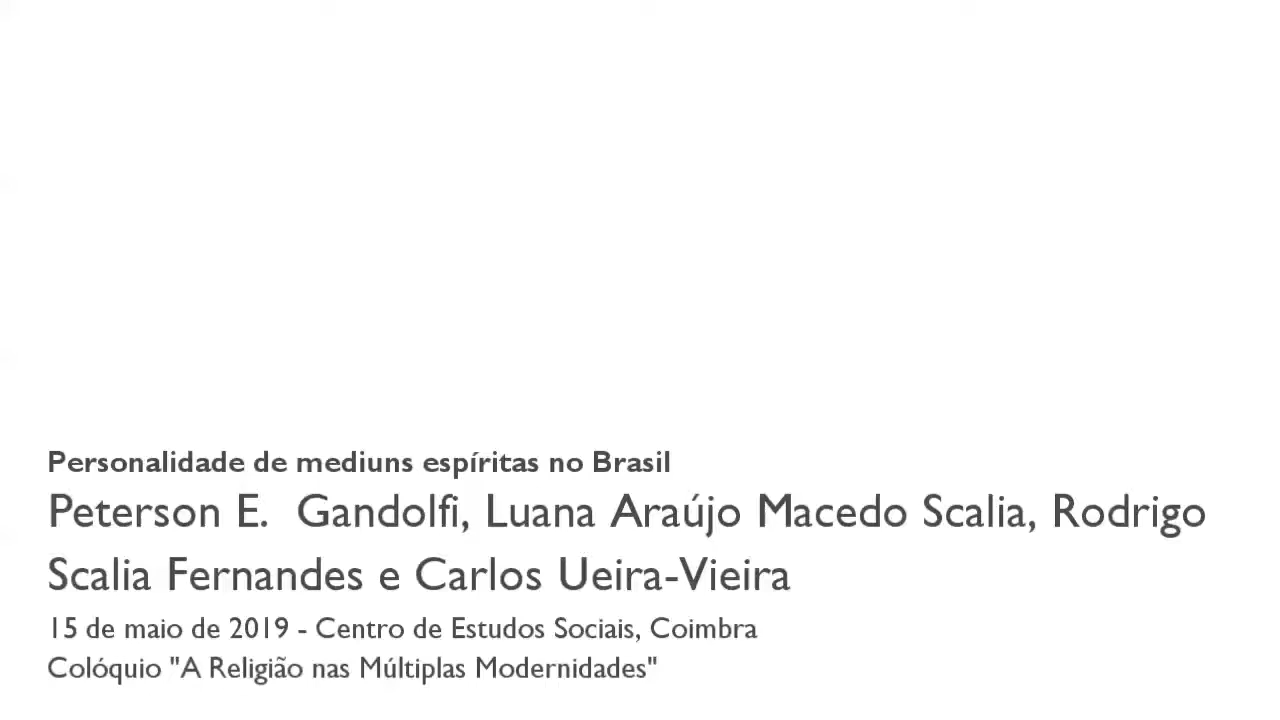 Personalidade de mediuns espíritas no Brasil
Peterson E.  Gandolfi, Luana Araújo Macedo Scalia, Rodrigo
Scalia Fernandes e Carlos Ueira-Vieira
15 de maio de 2019 - Centro de Estudos Sociais, Coimbra
Colóquio "A Religião nas Múltiplas Modernidades"